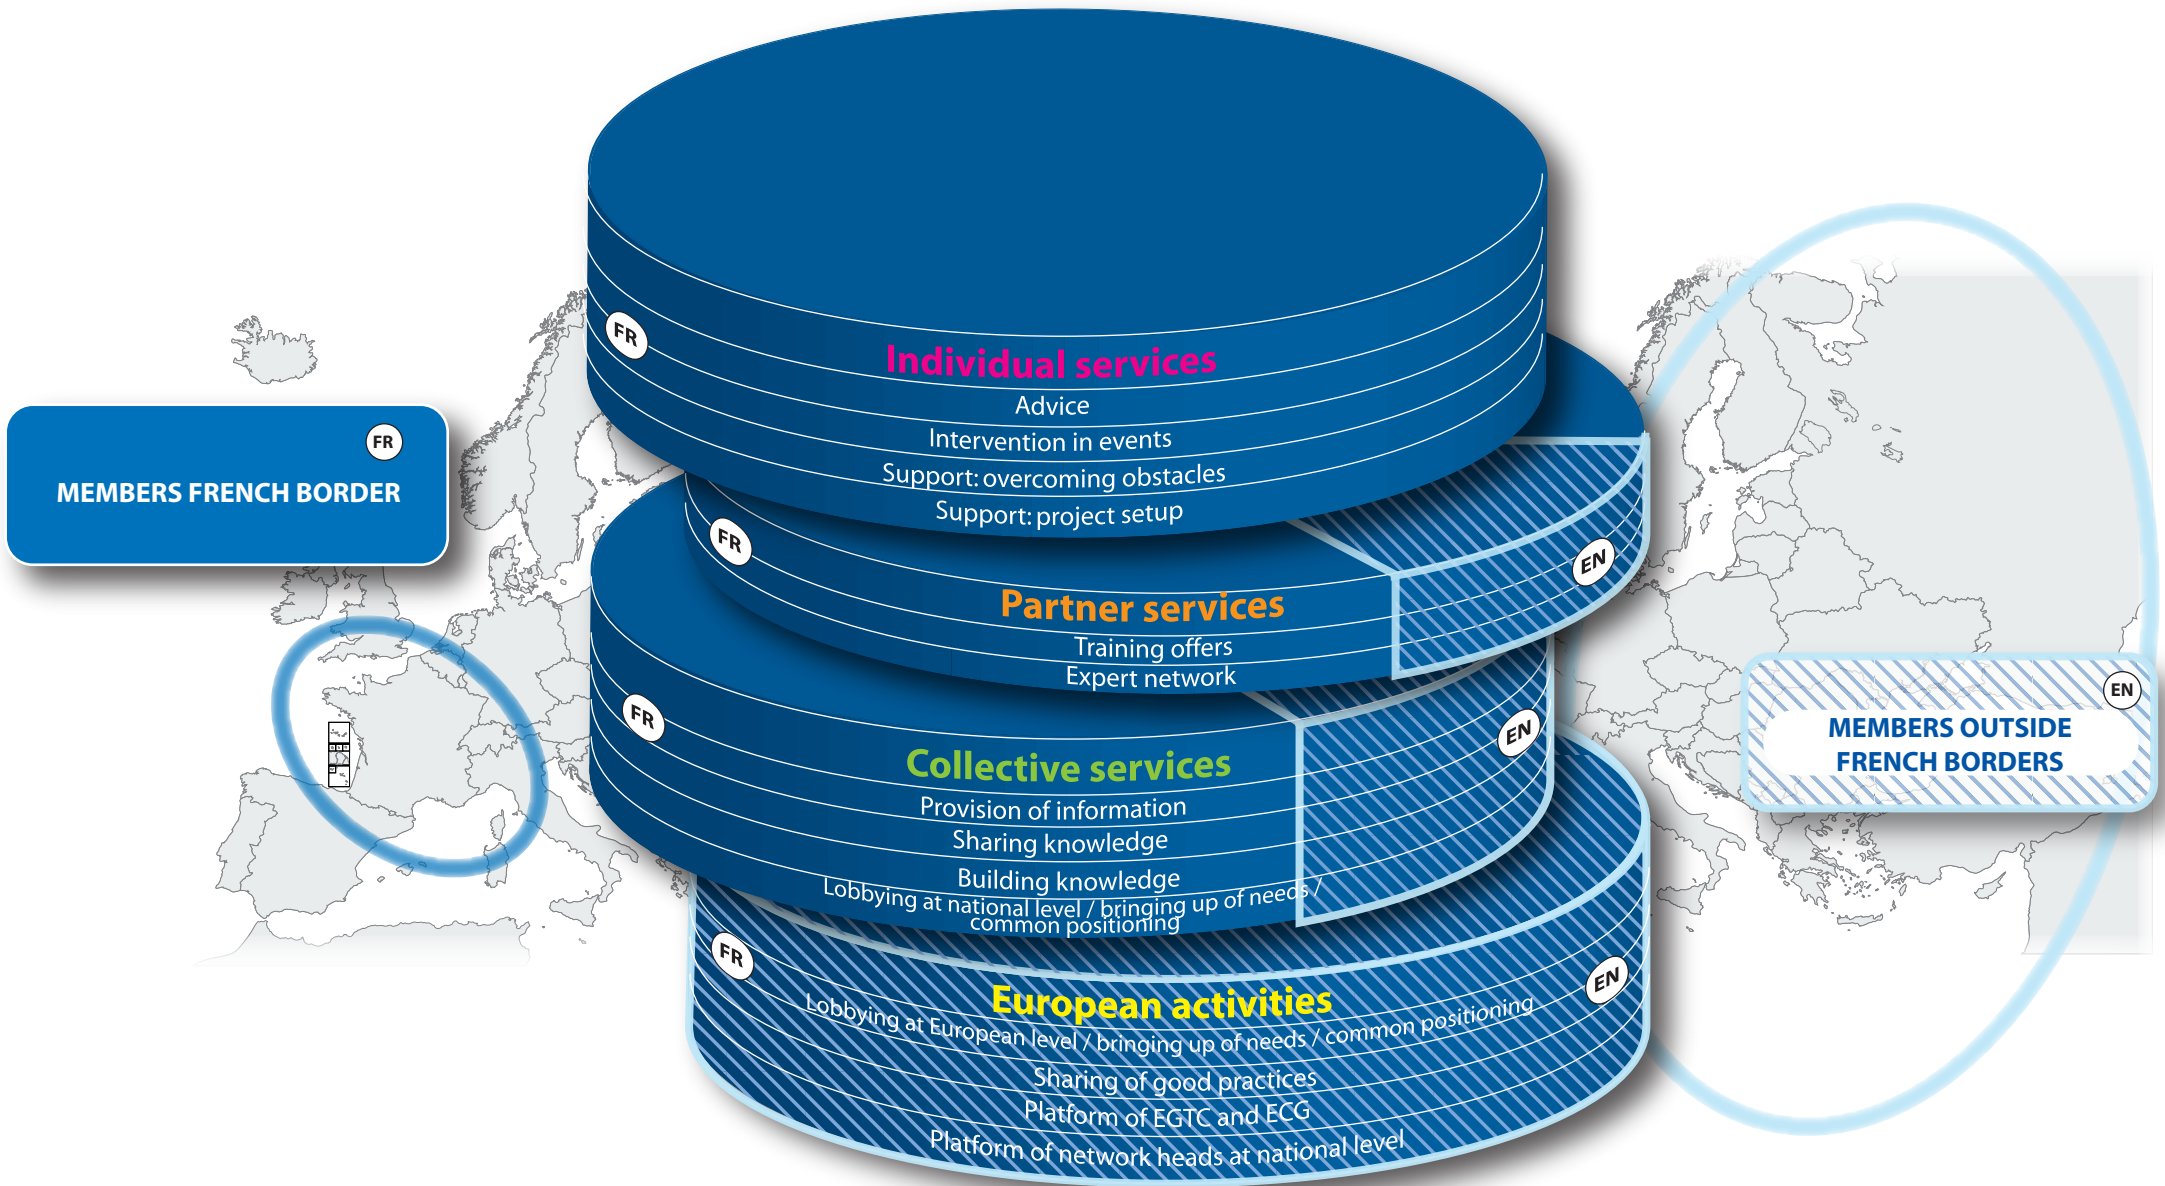 FR
Individual services
Advice
Intervention in events
Support: overcoming obstacles
Support: project setup
FR
MEMBERS FRENCH BORDER
FR
EN
Partner services
Training offers
Expert network
FR
EN
Collective services
Provision of information
Sharing knowledge
Building knowledge
Lobbying at national level / bringing up of needs /
common positioning
EN
MEMBERS OUTSIDE
FRENCH BORDERS
FR
EN
European activities
Lobbying at European level / bringing up of needs / common positioning
Sharing of good practices
Platform of EGTC and ECG
Platform of network heads at national level